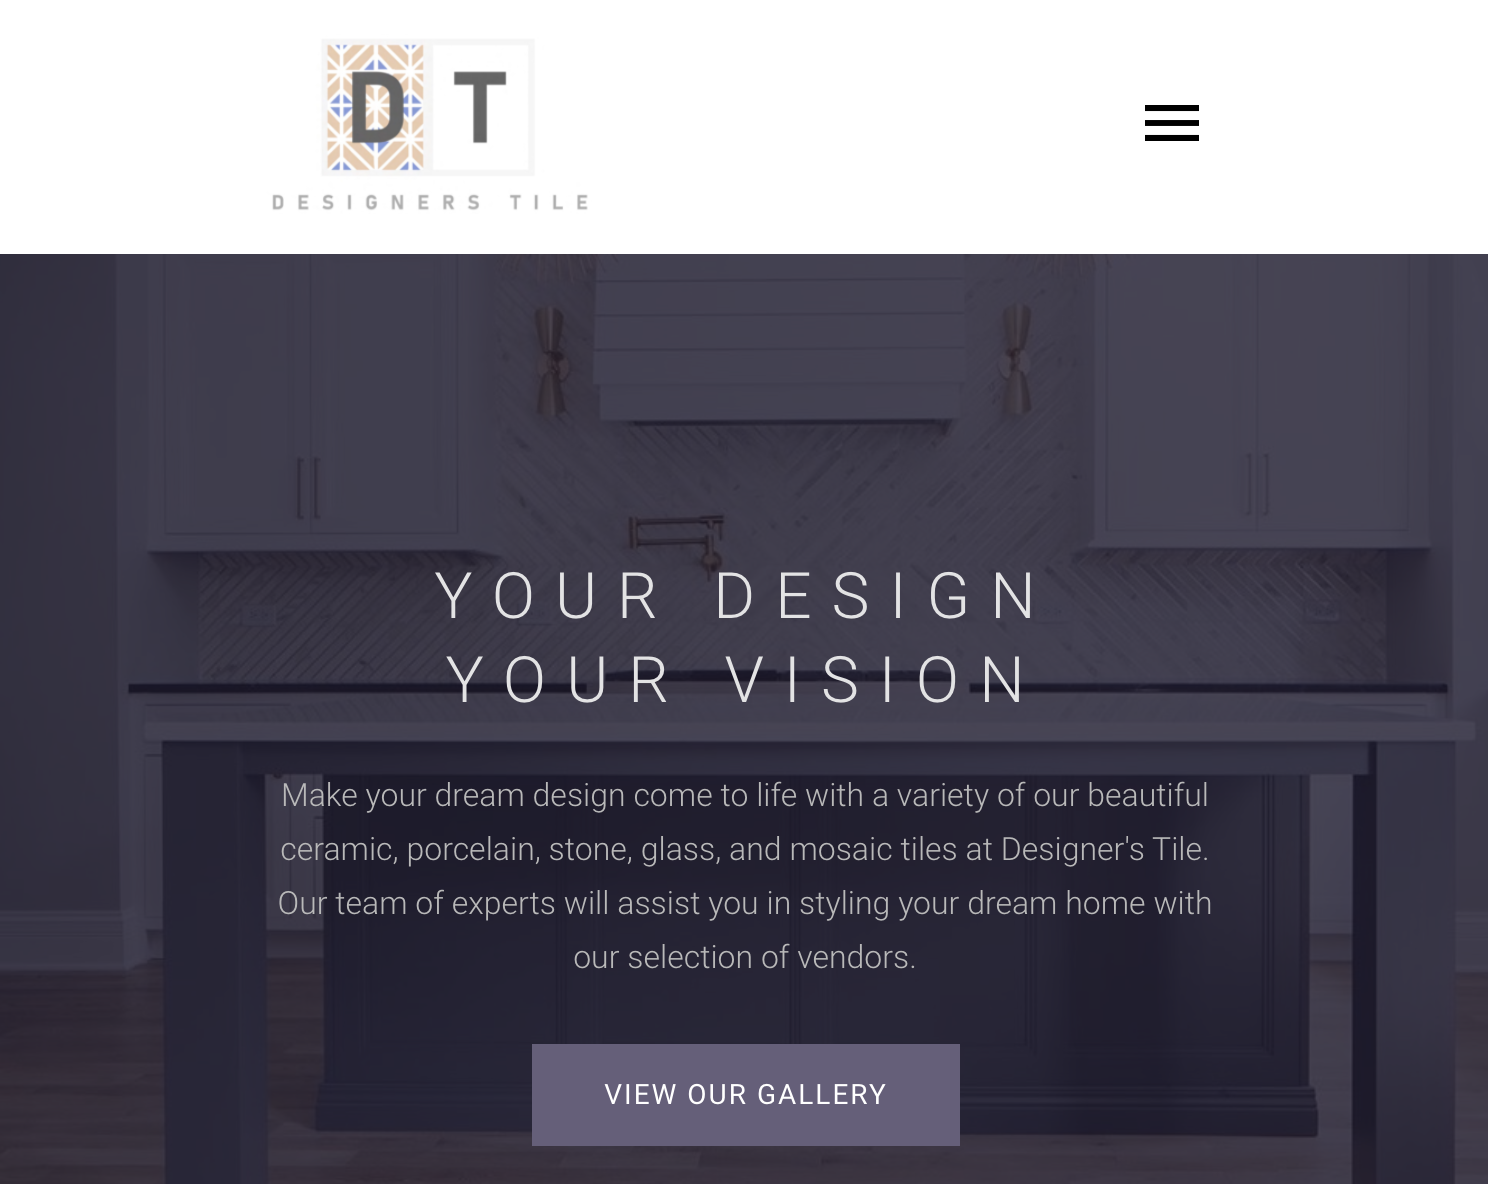 D T
DESIGNERS TILE
YOUR DESIGN
YOUR VISION
Make your dream design come to life with a variety of our beautiful
ceramic, porcelain, stone, glass, and mosaic tiles at Designer's Tile.
Our team of experts will assist you in styling your dream home with
our selection of vendors.
VIEW OUR GALLERY